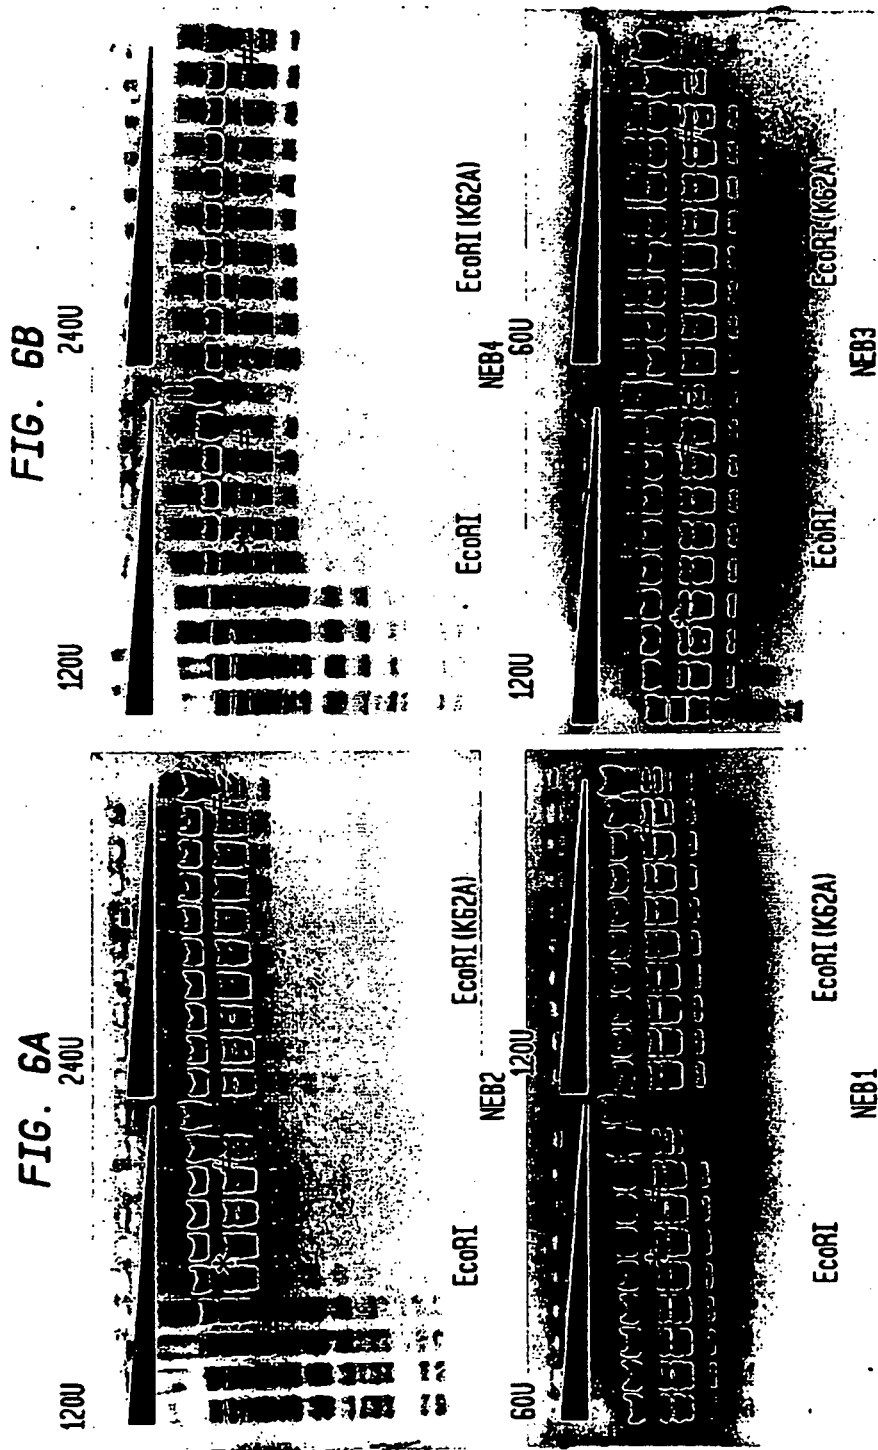 FIG. 6A
120U 240U
EcoRI EcoRI(K62A)
NEB2
60U 120U
EcoRI EcoRI(K62A)
NEB1
FIG. 6B
120U 240U
EcoRI EcoRI(K62A)
NEB4
120U 60U
EcoRI EcoRI(K62A)
NEB3